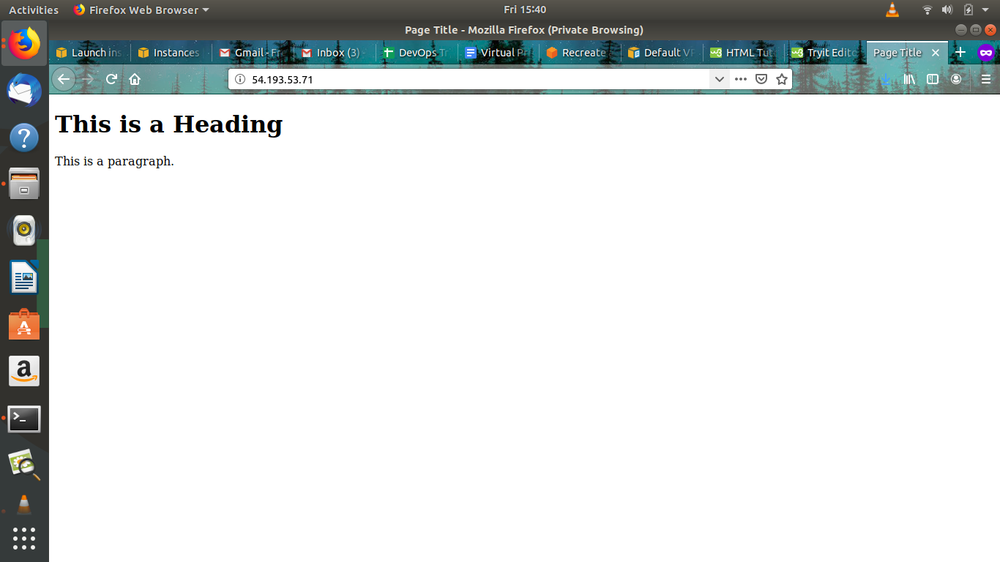 Activities Firefox Web Browser Fri 15:40
Page Title - Mozilla Firefox (Private Browsing)
Launch ins Instances Gmail - Fr Inbox (3) - DevOps Tr Virtual Pr Recreate Default VP HTML Tut Tryit Edito Page Title
54.193.53.71
This is a Heading
This is a paragraph.